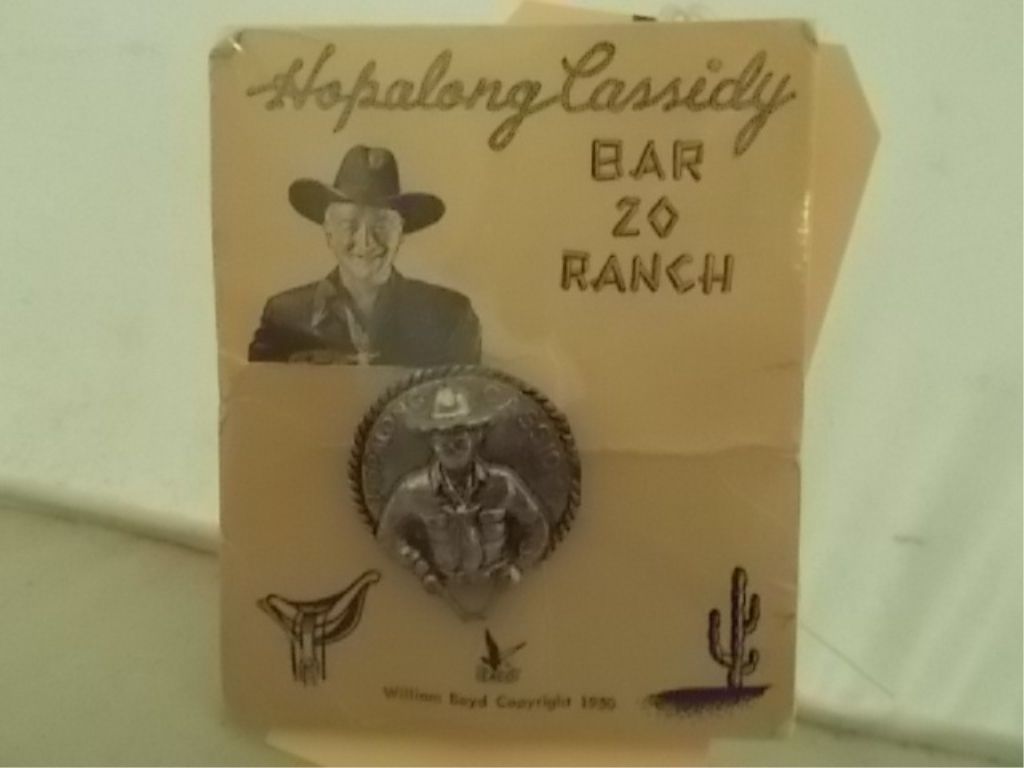 Hopalong Cassidy
BAR
20
RANCH
William Boyd Copyright 1950